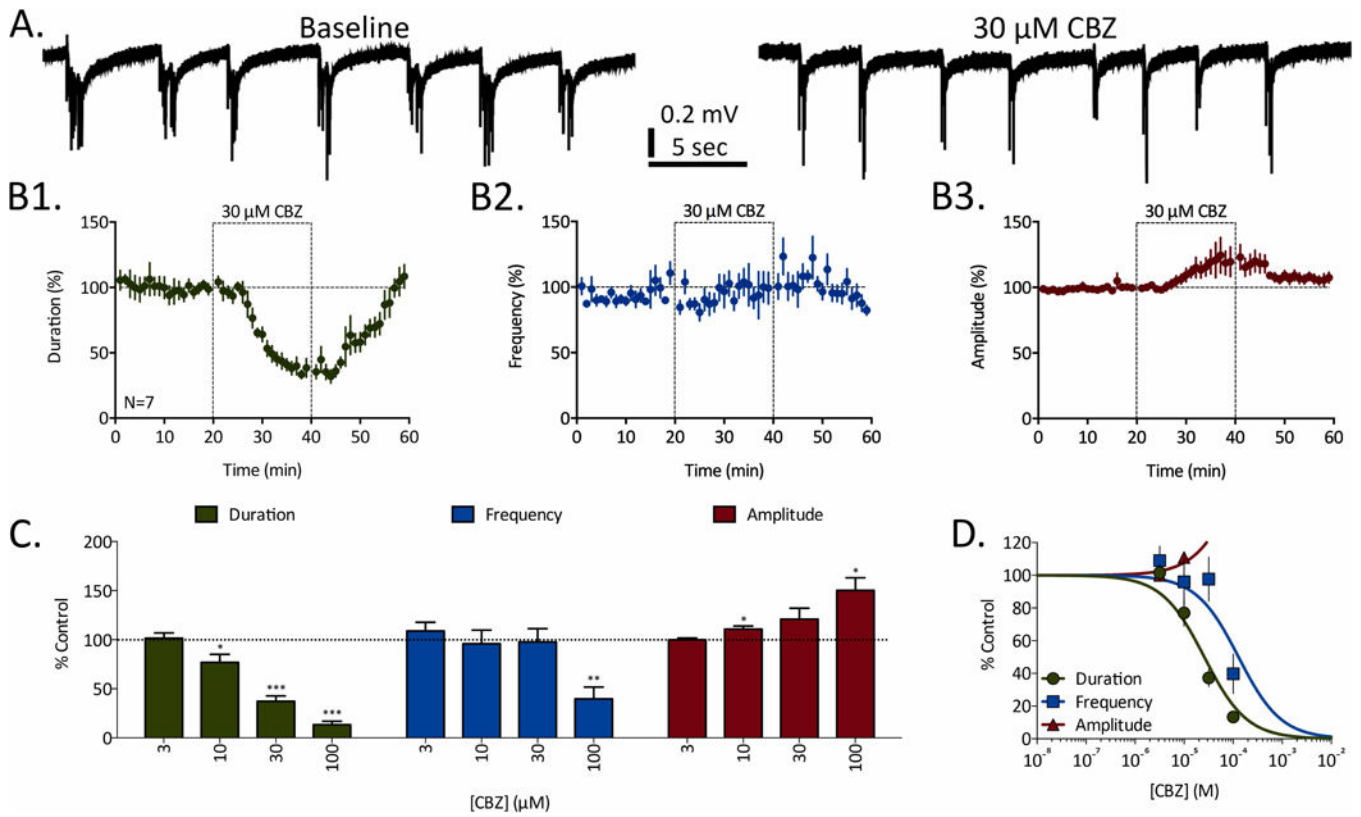 A.
Baseline
30 µM CBZ
0.2 mV
5 sec
B1.
30 µM CBZ
150
100
50
0
Duration (%)
N=7
0 10 20 30 40 50 60
Time (min)
B2.
30 µM CBZ
150
100
50
0
Frequency (%)
0 10 20 30 40 50 60
Time (min)
B3.
30 µM CBZ
150
100
50
0
Amplitude (%)
0 10 20 30 40 50 60
Time (min)
C.
Duration Frequency Amplitude
200
150
100
50
0
% Control
* *** *** ** * *
3 10 30 100 3 10 30 100 3 10 30 100
[CBZ] (µM)
D.
120
100
80
60
40
20
0
% Control
Duration
Frequency
Amplitude
10⁻⁸ 10⁻⁷ 10⁻⁶ 10⁻⁵ 10⁻⁴ 10⁻³ 10⁻²
[CBZ] (M)